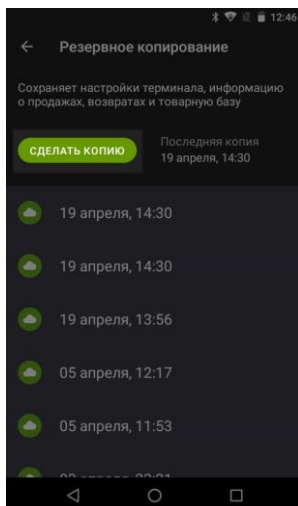 12:46
Резервное копирование
Сохраняет настройки терминала, информацию
о продажах, возвратах и товарную базу
СДЕЛАТЬ КОПИЮ
Последняя копия
19 апреля, 14:30
19 апреля, 14:30
19 апреля, 14:30
19 апреля, 13:56
05 апреля, 12:17
05 апреля, 11:53